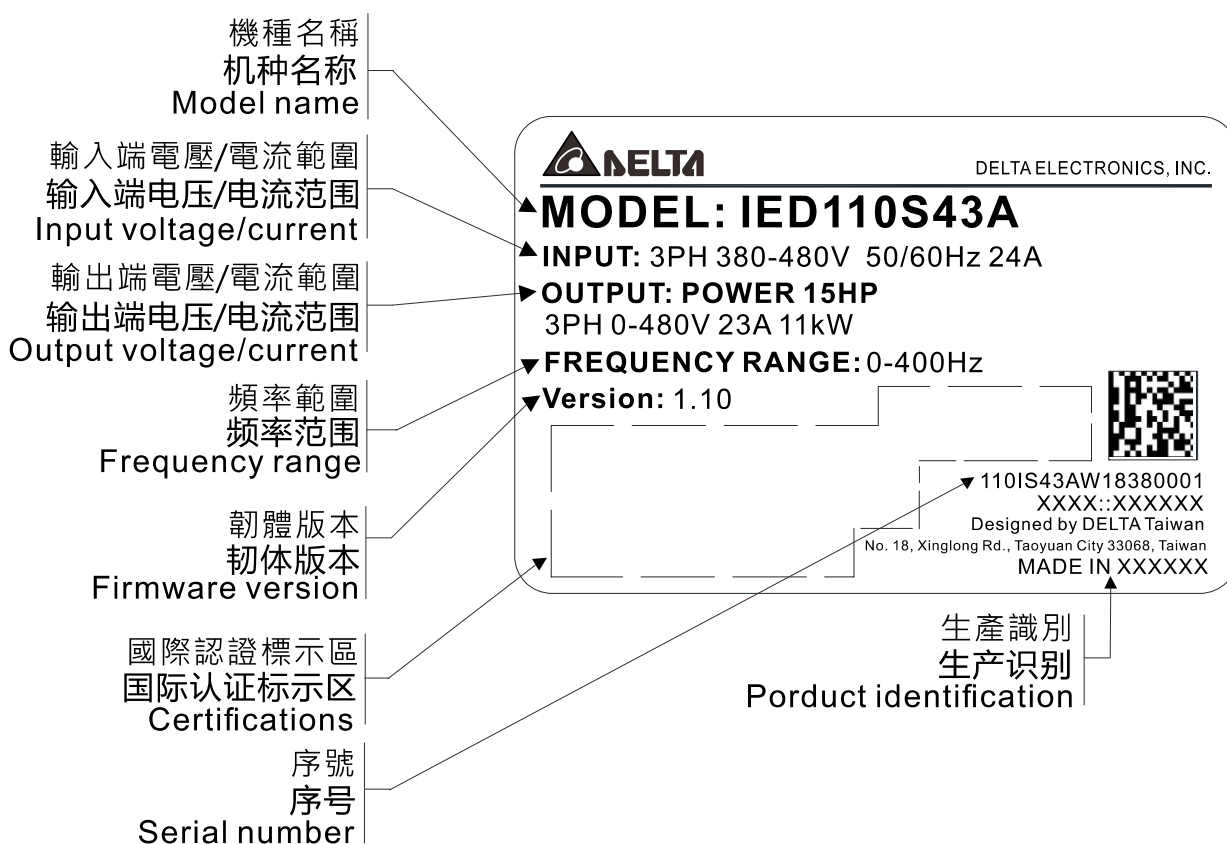 機種名稱
机种名称
Model name
輸入端電壓/電流範圍
输入端电压/电流范围
Input voltage/current
輸出端電壓/電流範圍
输出端电压/电流范围
Output voltage/current
頻率範圍
频率范围
Frequency range
韌體版本
韧体版本
Firmware version
國際認證標示區
国际认证标示区
Certifications
序號
序号
Serial number
DELTA
DELTA ELECTRONICS, INC.
MODEL: IED110S43A
INPUT: 3PH 380-480V 50/60Hz 24A
OUTPUT: POWER 15HP
3PH 0-480V 23A 11kW
FREQUENCY RANGE: 0-400Hz
Version: 1.10
110IS43AW18380001
XXXX::XXXXXX
Designed by DELTA Taiwan
No. 18, Xinglong Rd., Taoyuan City 33068, Taiwan
MADE IN XXXXXX
生產識別
生产识别
Porduct identification